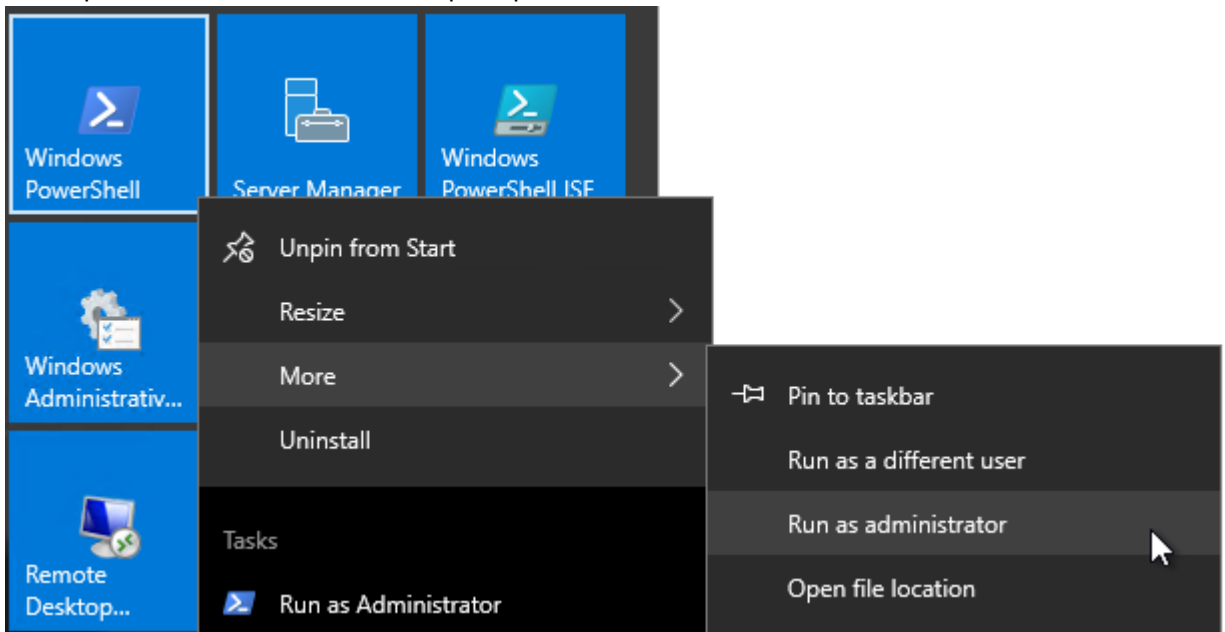 Windows
PowerShell
Server Manager
Windows
PowerShell ISE
Windows
Administrativ...
Remote
Desktop...
Unpin from Start
Resize
More
Uninstall
Tasks
Run as Administrator
Pin to taskbar
Run as a different user
Run as administrator
Open file location